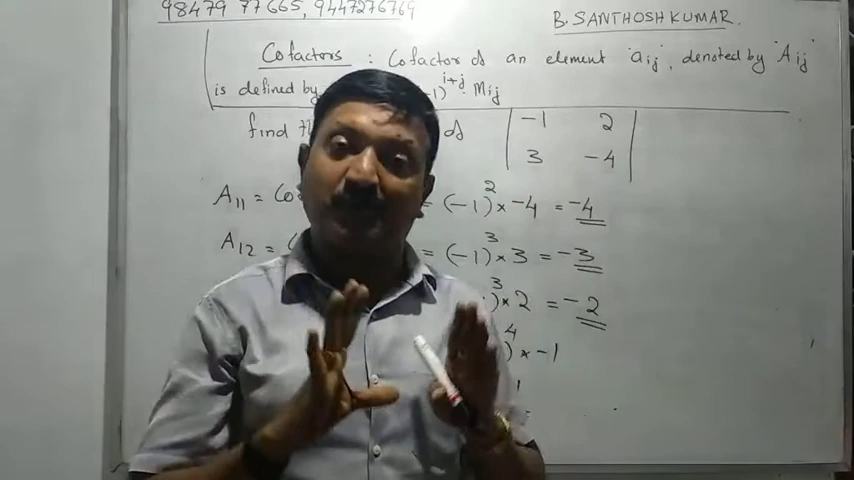 98479 77665, 9447276769
B. SANTHOSH KUMAR.
Cofactors : Cofactor of an element "aij", denoted by "Aij"
is defined by -1)^i+j · Mij
find of | -1 2 |
| 3 -4 |
A11 = Co = (-1)^2 × -4 = -4
A12 = C = (-1)^3 × 3 = -3
)^3 × 2 = -2
)^4 × -1